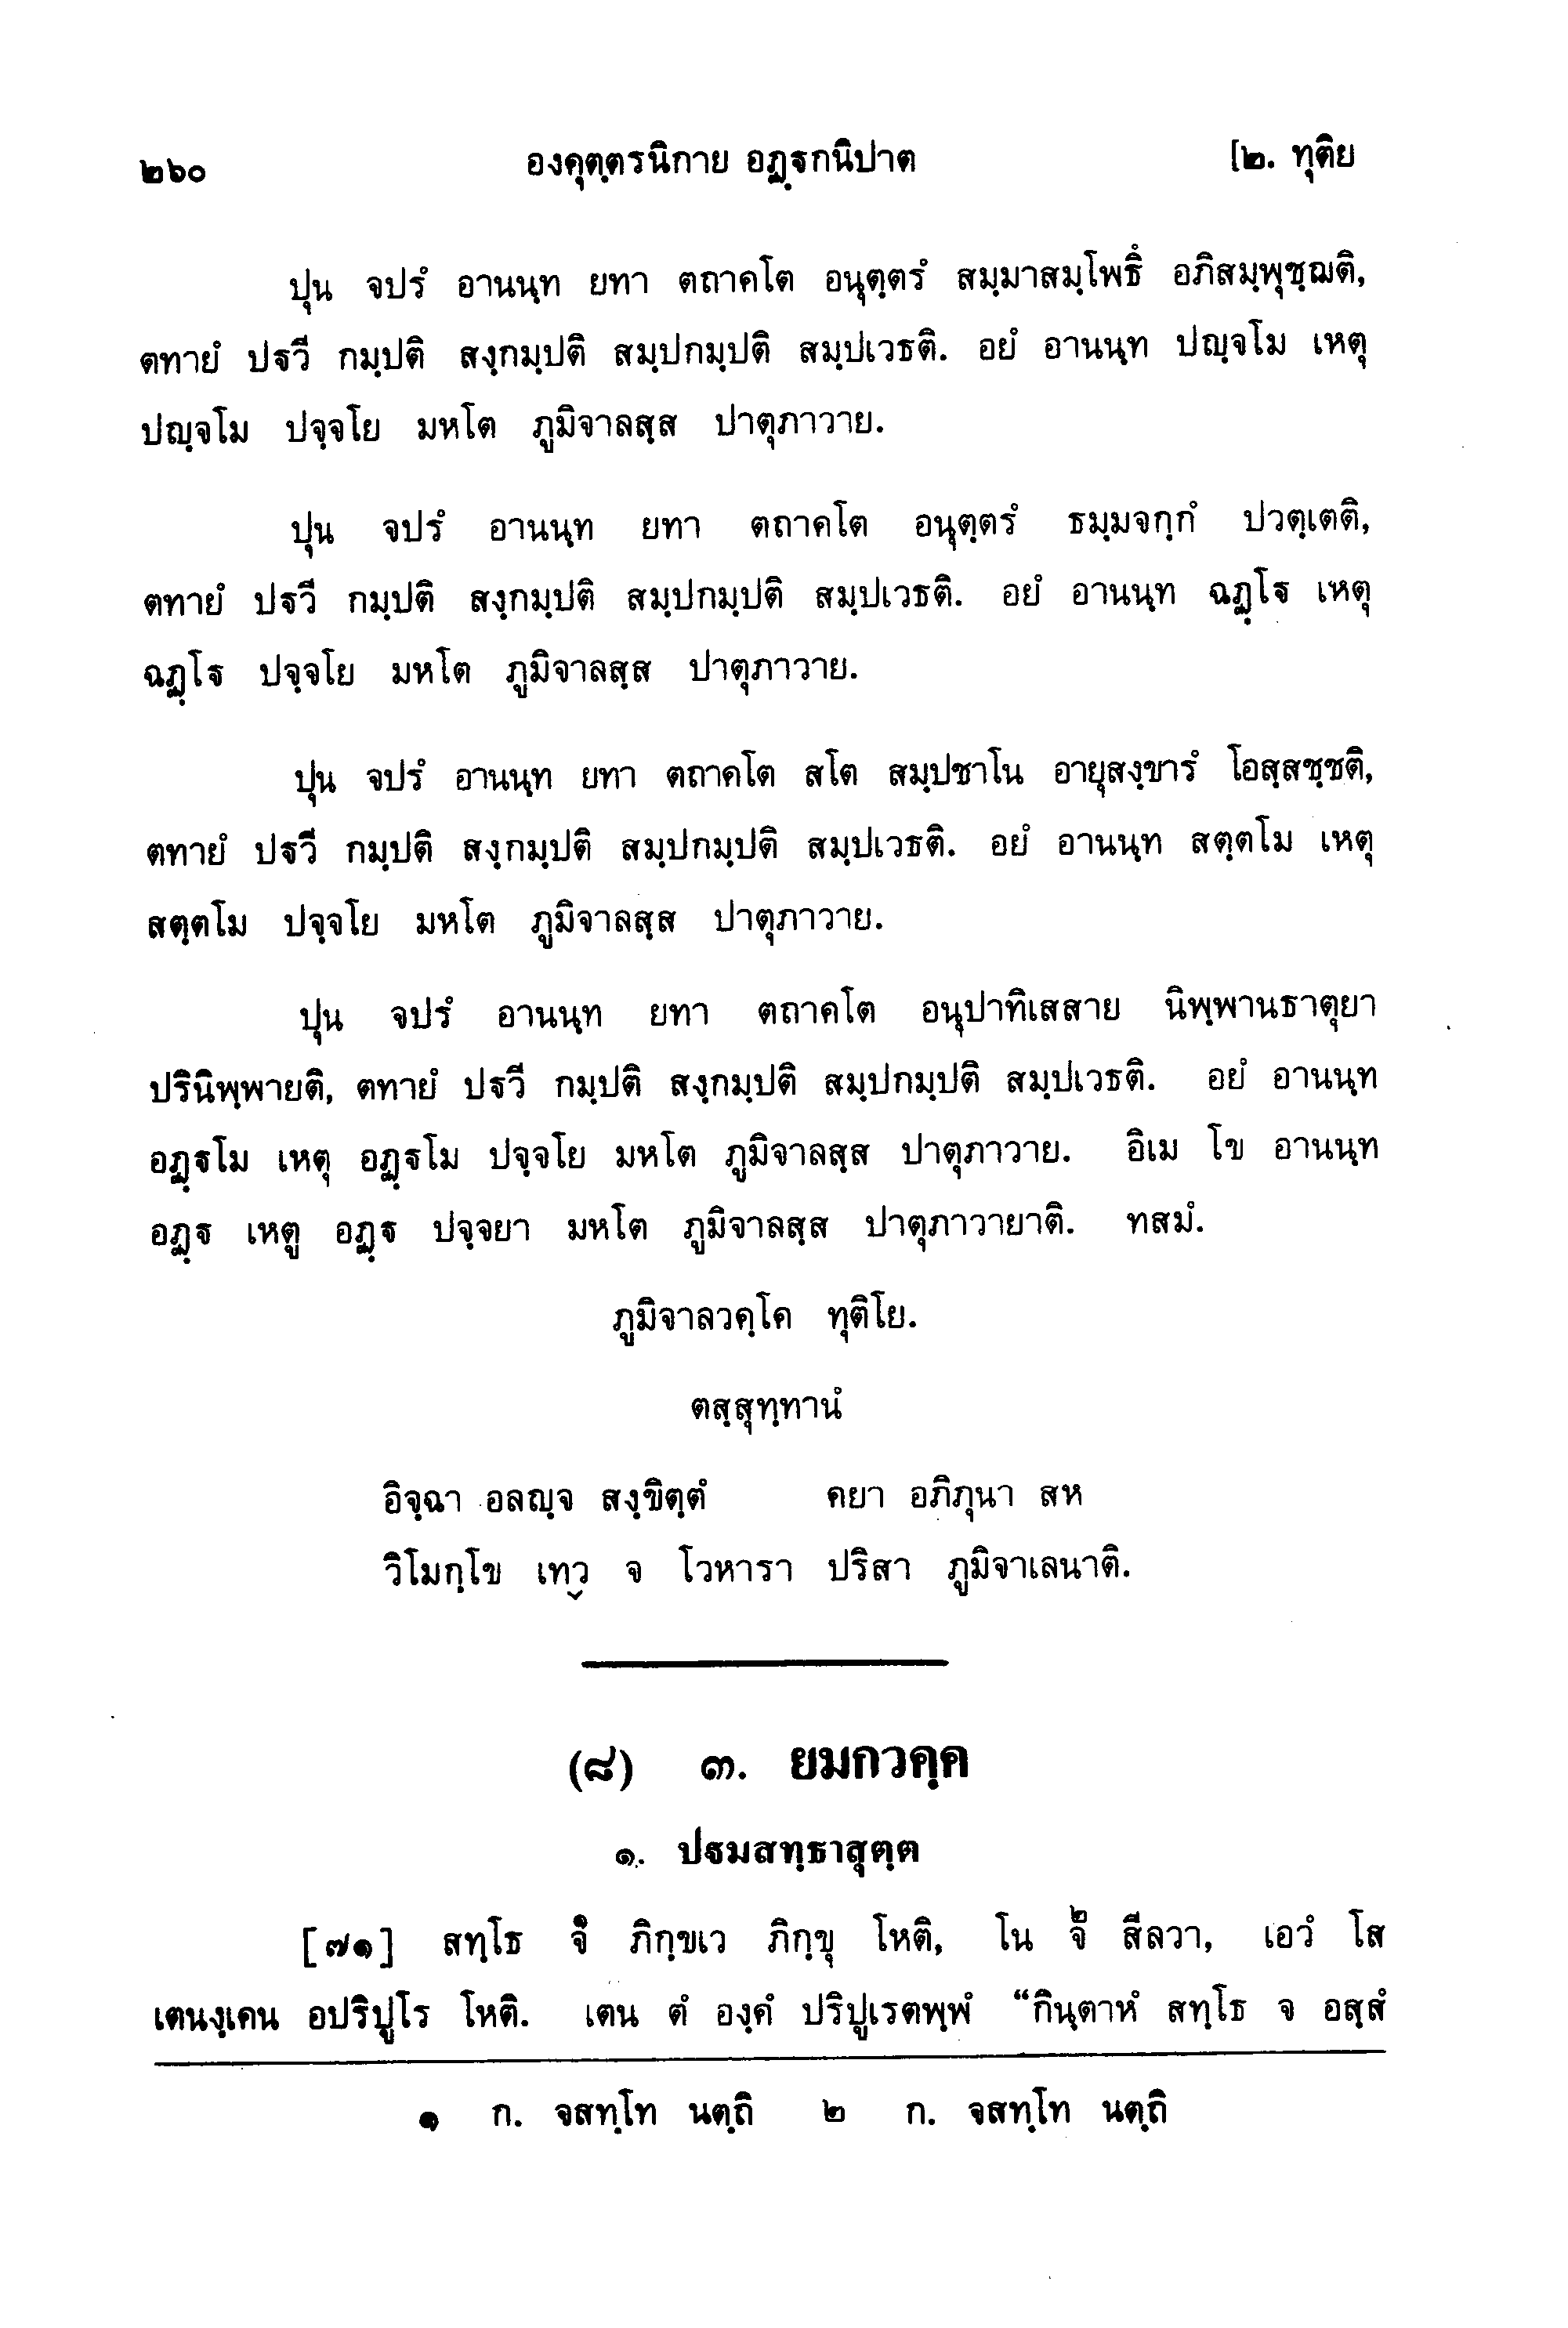 ๒๖๐ องฺคุตฺตรนิกาย อฏฺฐกนิปาต [๒. ทุติย
ปุน จปรํ อานนฺท ยทา ตถาคโต อนุตฺตรํ สมฺมาสมฺโพธึ อภิสมฺพุชฺฌติ,
ตทายํ ปฐวี กมฺปติ สงฺกมฺปติ สมฺปกมฺปติ สมฺปเวธติ. อยํ อานนฺท ปญฺจโม เหตุ
ปญฺจโม ปจฺจโย มหโต ภูมิจาลสฺส ปาตุภาวาย.
ปุน จปรํ อานนฺท ยทา ตถาคโต อนุตฺตรํ ธมฺมจกฺกํ ปวตฺเตติ,
ตทายํ ปฐวี กมฺปติ สงฺกมฺปติ สมฺปกมฺปติ สมฺปเวธติ. อยํ อานนฺท ฉฏฺโฐ เหตุ
ฉฏฺโฐ ปจฺจโย มหโต ภูมิจาลสฺส ปาตุภาวาย.
ปุน จปรํ อานนฺท ยทา ตถาคโต สโต สมฺปชาโน อายุสงฺขารํ โอสฺสชฺชติ,
ตทายํ ปฐวี กมฺปติ สงฺกมฺปติ สมฺปกมฺปติ สมฺปเวธติ. อยํ อานนฺท สตฺตโม เหตุ
สตฺตโม ปจฺจโย มหโต ภูมิจาลสฺส ปาตุภาวาย.
ปุน จปรํ อานนฺท ยทา ตถาคโต อนุปาทิเสสาย นิพฺพานธาตุยา
ปรินิพฺพายติ, ตทายํ ปฐวี กมฺปติ สงฺกมฺปติ สมฺปกมฺปติ สมฺปเวธติ. อยํ อานนฺท
อฏฺฐโม เหตุ อฏฺฐโม ปจฺจโย มหโต ภูมิจาลสฺส ปาตุภาวาย. อิเม โข อานนฺท
อฏฺฐ เหตู อฏฺฐ ปจฺจยา มหโต ภูมิจาลสฺส ปาตุภาวายาติ. ทสมํ.
ภูมิจาลวคฺโค ทุติโย.
ตสฺสุทฺทานํ
อิจฺฉา อลญฺจ สงฺขิตฺตํ คยา อภิภุนา สห
วิโมกฺโข เทฺว จ โวหารา ปริสา ภูมิจาเลนาติ.
(๘) ๓. ยมกวคฺค
๑. ปฐมสทฺธาสุตฺต
[๗๑] สทฺโธ จ๑ ภิกฺขเว ภิกฺขุ โหติ, โน จ๒ สีลวา, เอวํ โส
เตนงฺเคน อปริปูโร โหติ. เตน ตํ องฺคํ ปริปูเรตพฺพํ “กินฺตาหํ สทฺโธ จ อสฺสํ
๑ ก. จสทฺโท นตฺถิ ๒ ก. จสทฺโท นตฺถิ